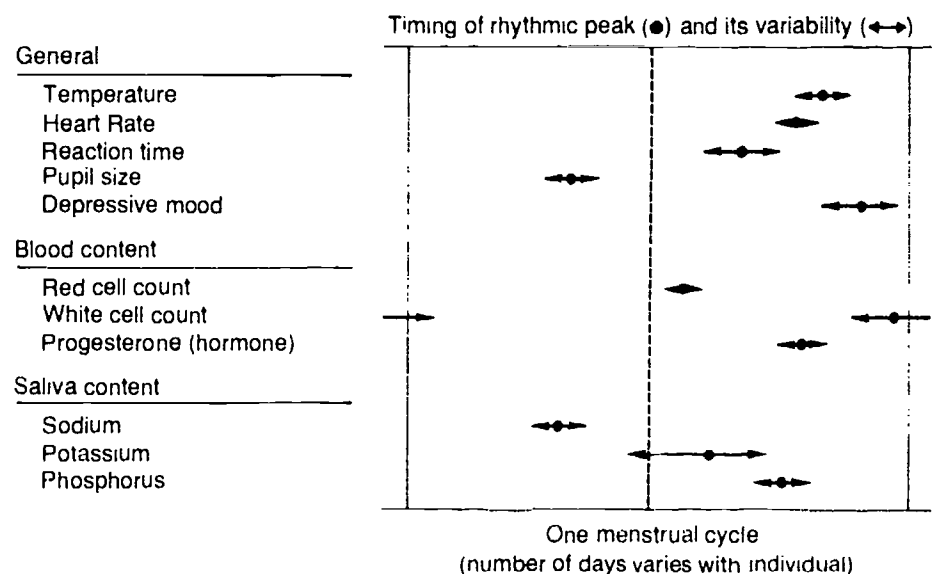 Timing of rhythmic peak (●) and its variability (↔)
General
Temperature
Heart Rate
Reaction time
Pupil size
Depressive mood
Blood content
Red cell count
White cell count
Progesterone (hormone)
Saliva content
Sodium
Potassium
Phosphorus
One menstrual cycle
(number of days varies with individual)